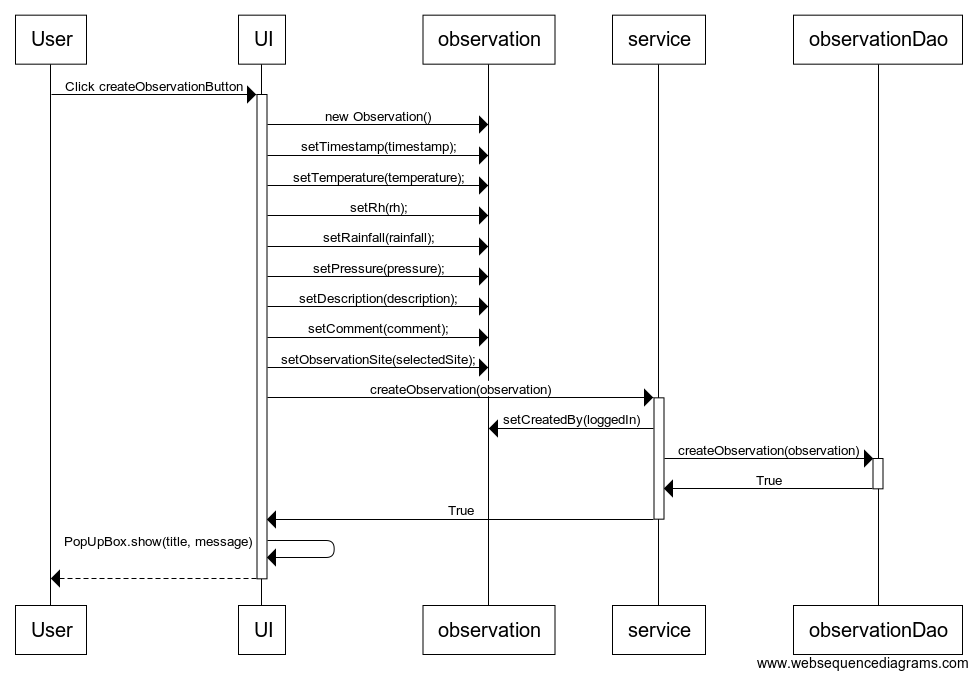 User UI observation service observationDao
Click createObservationButton
new Observation()
setTimestamp(timestamp);
setTemperature(temperature);
setRh(rh);
setRainfall(rainfall);
setPressure(pressure);
setDescription(description);
setComment(comment);
setObservationSite(selectedSite);
createObservation(observation)
setCreatedBy(loggedIn)
createObservation(observation)
True
True
PopUpBox.show(title, message)
User UI observation service observationDao
www.websequencediagrams.com